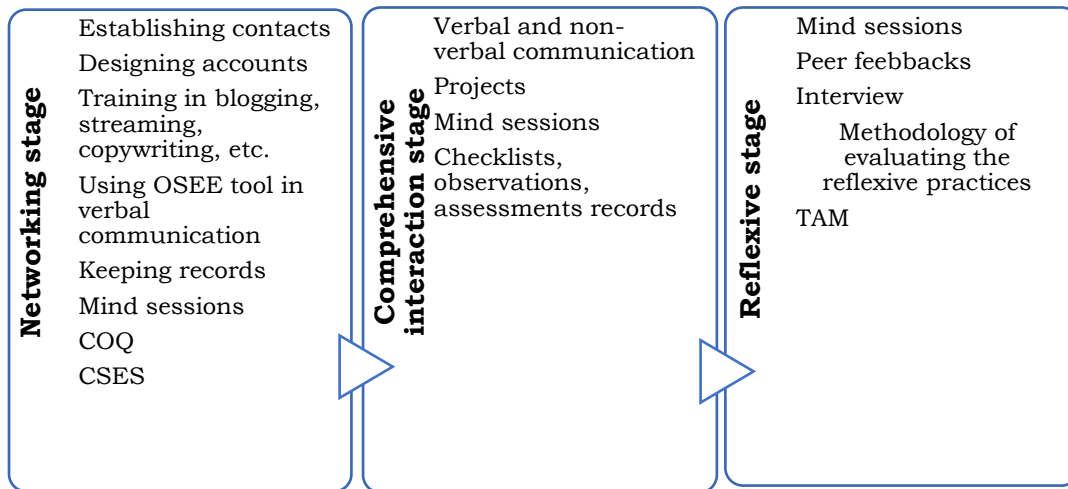 Networking stage
Establishing contacts
Designing accounts
Training in blogging,
streaming,
copywriting, etc.
Using OSEE tool in
verbal
communication
Keeping records
Mind sessions
COQ
CSES
Comprehensive
interaction stage
Verbal and non-
verbal communication
Projects
Mind sessions
Checklists,
observations,
assessments records
Reflexive stage
Mind sessions
Peer feebbacks
Interview
Methodology of
evaluating the
reflexive practices
TAM